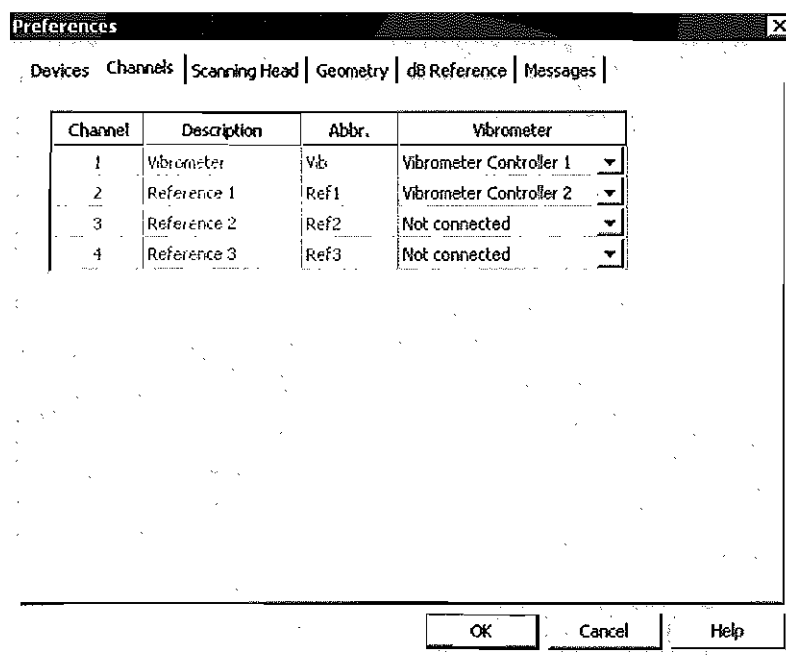 Preferences
Devices Channels Scanning Head Geometry dB Reference Messages
Channel Description Abbr. Vibrometer
1 Vibrometer Vib Vibrometer Controller 1
2 Reference 1 Ref1 Vibrometer Controller 2
3 Reference 2 Ref2 Not connected
4 Reference 3 Ref3 Not connected
OK Cancel Help